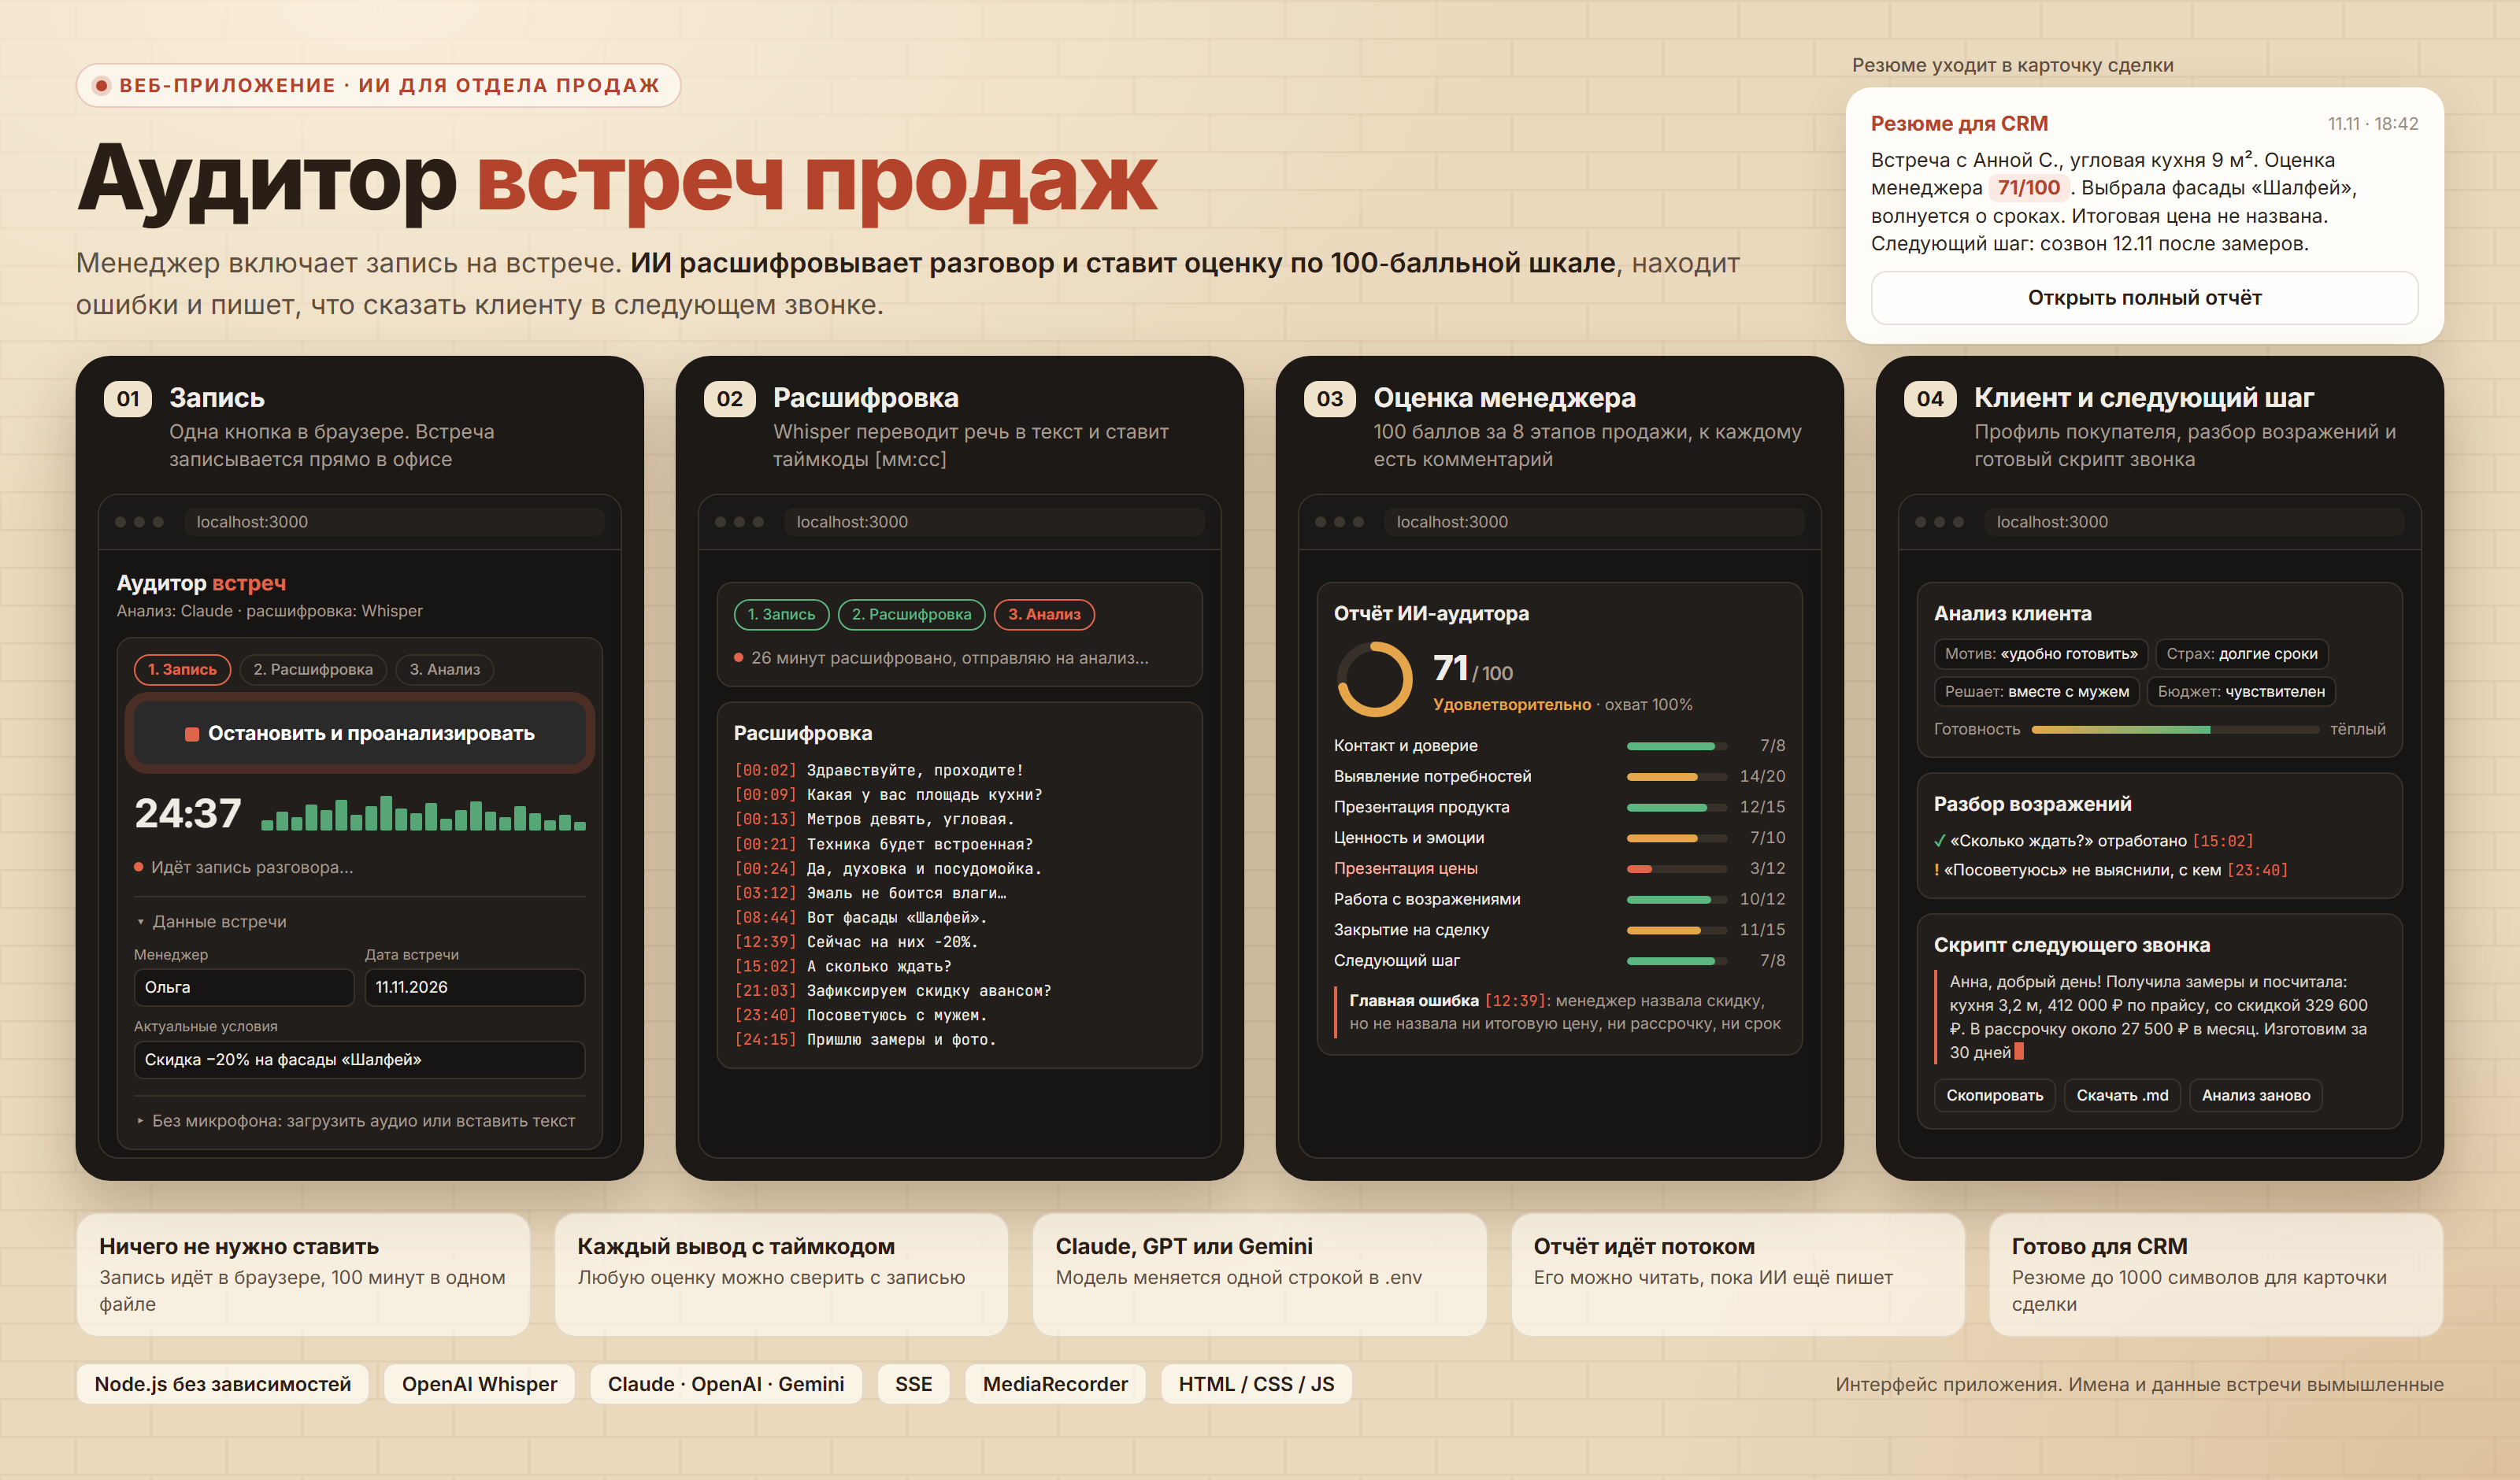 ВЕБ-ПРИЛОЖЕНИЕ · ИИ ДЛЯ ОТДЕЛА ПРОДАЖ
Аудитор встреч продаж
Менеджер включает запись на встрече. ИИ расшифровывает разговор и ставит оценку по 100-балльной шкале, находит
ошибки и пишет, что сказать клиенту в следующем звонке.
Резюме уходит в карточку сделки
Резюме для CRM
11.11 · 18:42
Встреча с Анной С., угловая кухня 9 м². Оценка
менеджера 71/100. Выбрала фасады «Шалфей»,
волнуется о сроках. Итоговая цена не названа.
Следующий шаг: созвон 12.11 после замеров.
Открыть полный отчёт
01 Запись
Одна кнопка в браузере. Встреча
записывается прямо в офисе
localhost:3000
Аудитор встреч
Анализ: Claude · расшифровка: Whisper
1. Запись 2. Расшифровка 3. Анализ
Остановить и проанализировать
24:37
Идёт запись разговора…
Данные встречи
Менеджер Дата встречи
Ольга 11.11.2026
Актуальные условия
Скидка −20% на фасады «Шалфей»
Без микрофона: загрузить аудио или вставить текст
02 Расшифровка
Whisper переводит речь в текст и ставит
таймкоды [мм:сс]
localhost:3000
1. Запись 2. Расшифровка 3. Анализ
26 минут расшифровано, отправляю на анализ…
Расшифровка
[00:02] Здравствуйте, проходите!
[00:09] Какая у вас площадь кухни?
[00:13] Метров девять, угловая.
[00:21] Техника будет встроенная?
[00:24] Да, духовка и посудомойка.
[03:12] Эмаль не боится влаги…
[08:44] Вот фасады «Шалфей».
[12:39] Сейчас на них -20%.
[15:02] А сколько ждать?
[21:03] Зафиксируем скидку авансом?
[23:40] Посоветуюсь с мужем.
[24:15] Пришлю замеры и фото.
03 Оценка менеджера
100 баллов за 8 этапов продажи, к каждому
есть комментарий
localhost:3000
Отчёт ИИ-аудитора
71 / 100
Удовлетворительно · охват 100%
Контакт и доверие 7/8
Выявление потребностей 14/20
Презентация продукта 12/15
Ценность и эмоции 7/10
Презентация цены 3/12
Работа с возражениями 10/12
Закрытие на сделку 11/15
Следующий шаг 7/8
Главная ошибка [12:39]: менеджер назвала скидку,
но не назвала ни итоговую цену, ни рассрочку, ни срок
04 Клиент и следующий шаг
Профиль покупателя, разбор возражений и
готовый скрипт звонка
localhost:3000
Анализ клиента
Мотив: «удобно готовить» Страх: долгие сроки
Решает: вместе с мужем Бюджет: чувствителен
Готовность тёплый
Разбор возражений
✓ «Сколько ждать?» отработано [15:02]
! «Посоветуюсь» не выяснили, с кем [23:40]
Скрипт следующего звонка
Анна, добрый день! Получила замеры и посчитала:
кухня 3,2 м, 412 000 ₽ по прайсу, со скидкой 329 600
₽. В рассрочку около 27 500 ₽ в месяц. Изготовим за
30 дней
Скопировать Скачать .md Анализ заново
Ничего не нужно ставить
Запись идёт в браузере, 100 минут в одном
файле
Каждый вывод с таймкодом
Любую оценку можно сверить с записью
Claude, GPT или Gemini
Модель меняется одной строкой в .env
Отчёт идёт потоком
Его можно читать, пока ИИ ещё пишет
Готово для CRM
Резюме до 1000 символов для карточки
сделки
Node.js без зависимостей OpenAI Whisper Claude · OpenAI · Gemini SSE MediaRecorder HTML / CSS / JS
Интерфейс приложения. Имена и данные встречи вымышленные